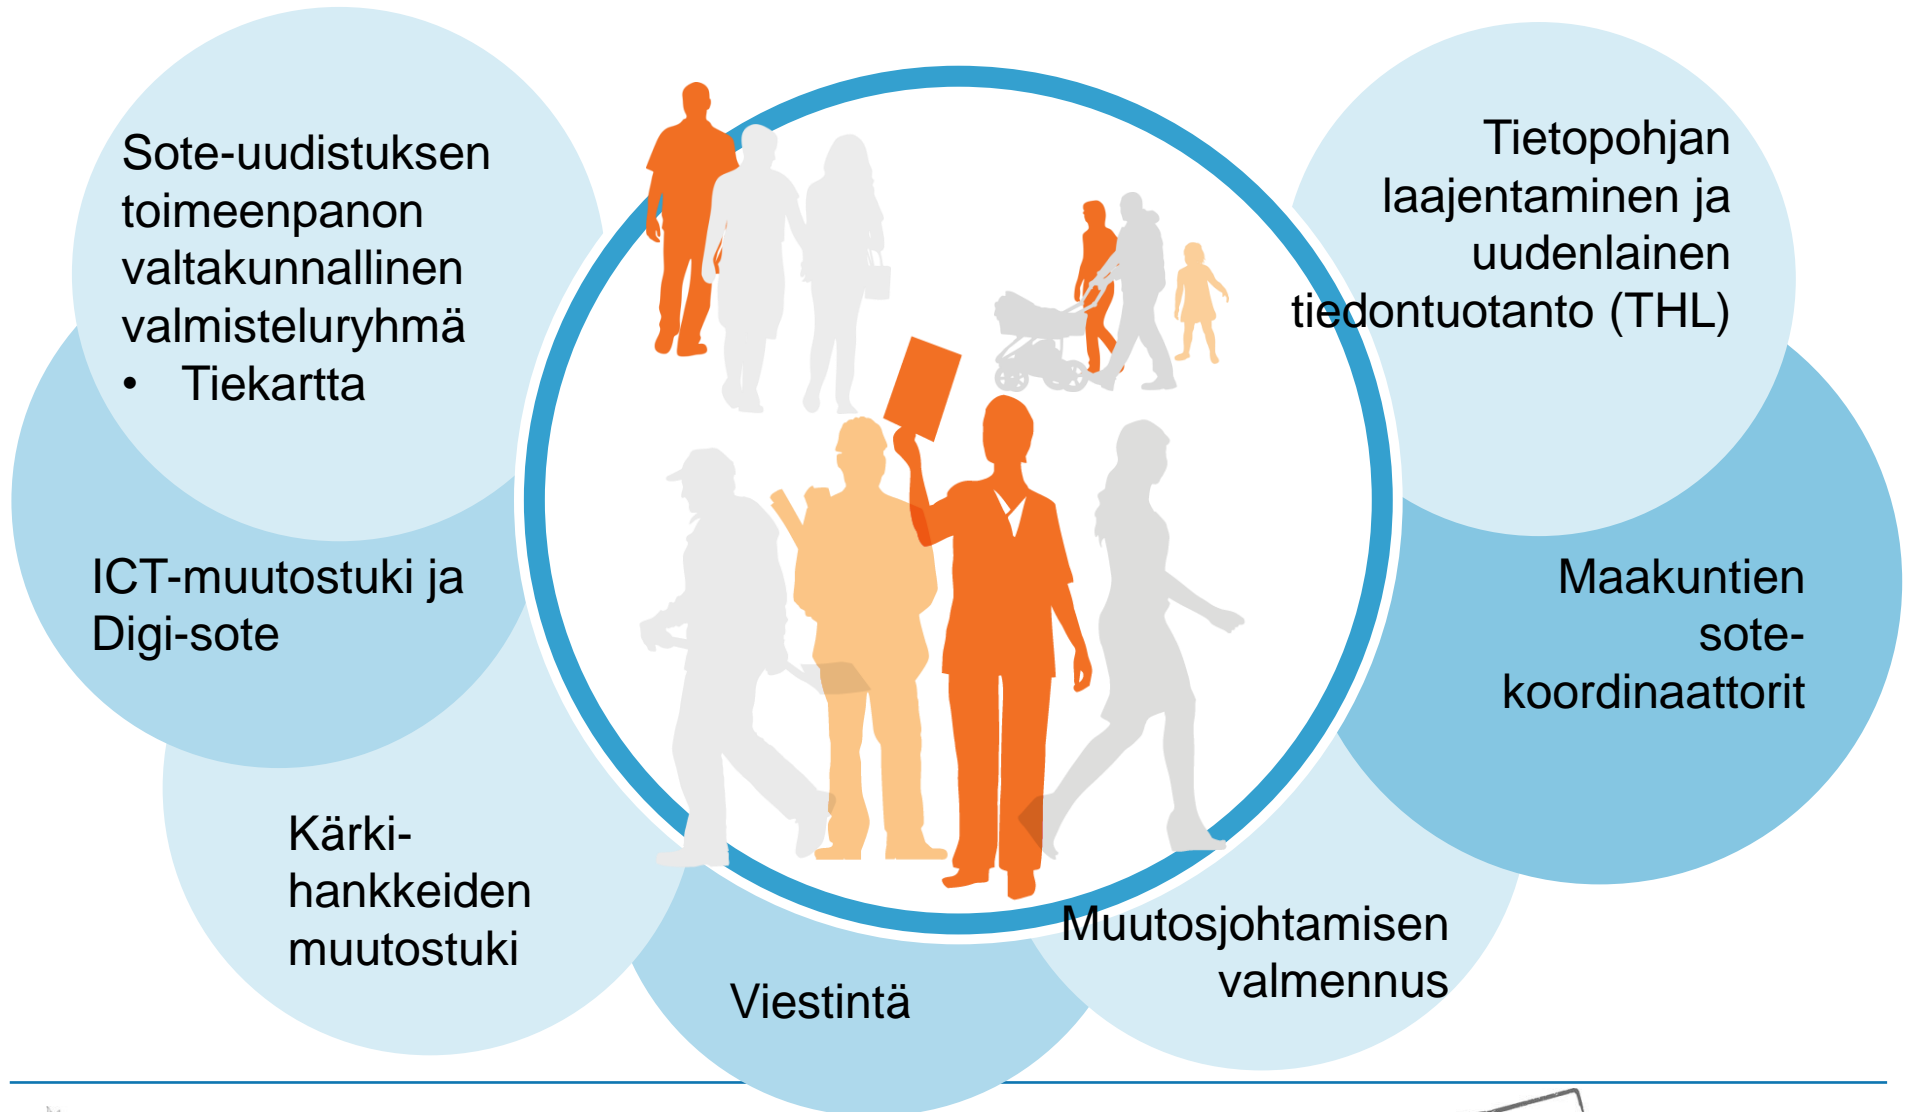 Sote-uudistuksen
toimeenpanon
valtakunnallinen
valmisteluryhmä
• Tiekartta
ICT-muutostuki ja
Digi-sote
Kärki-
hankkeiden
muutostuki
Viestintä
Muutosjohtamisen
valmennus
Maakuntien
sote-
koordinaattorit
Tietopohjan
laajentaminen ja
uudenlainen
tiedontuotanto (THL)